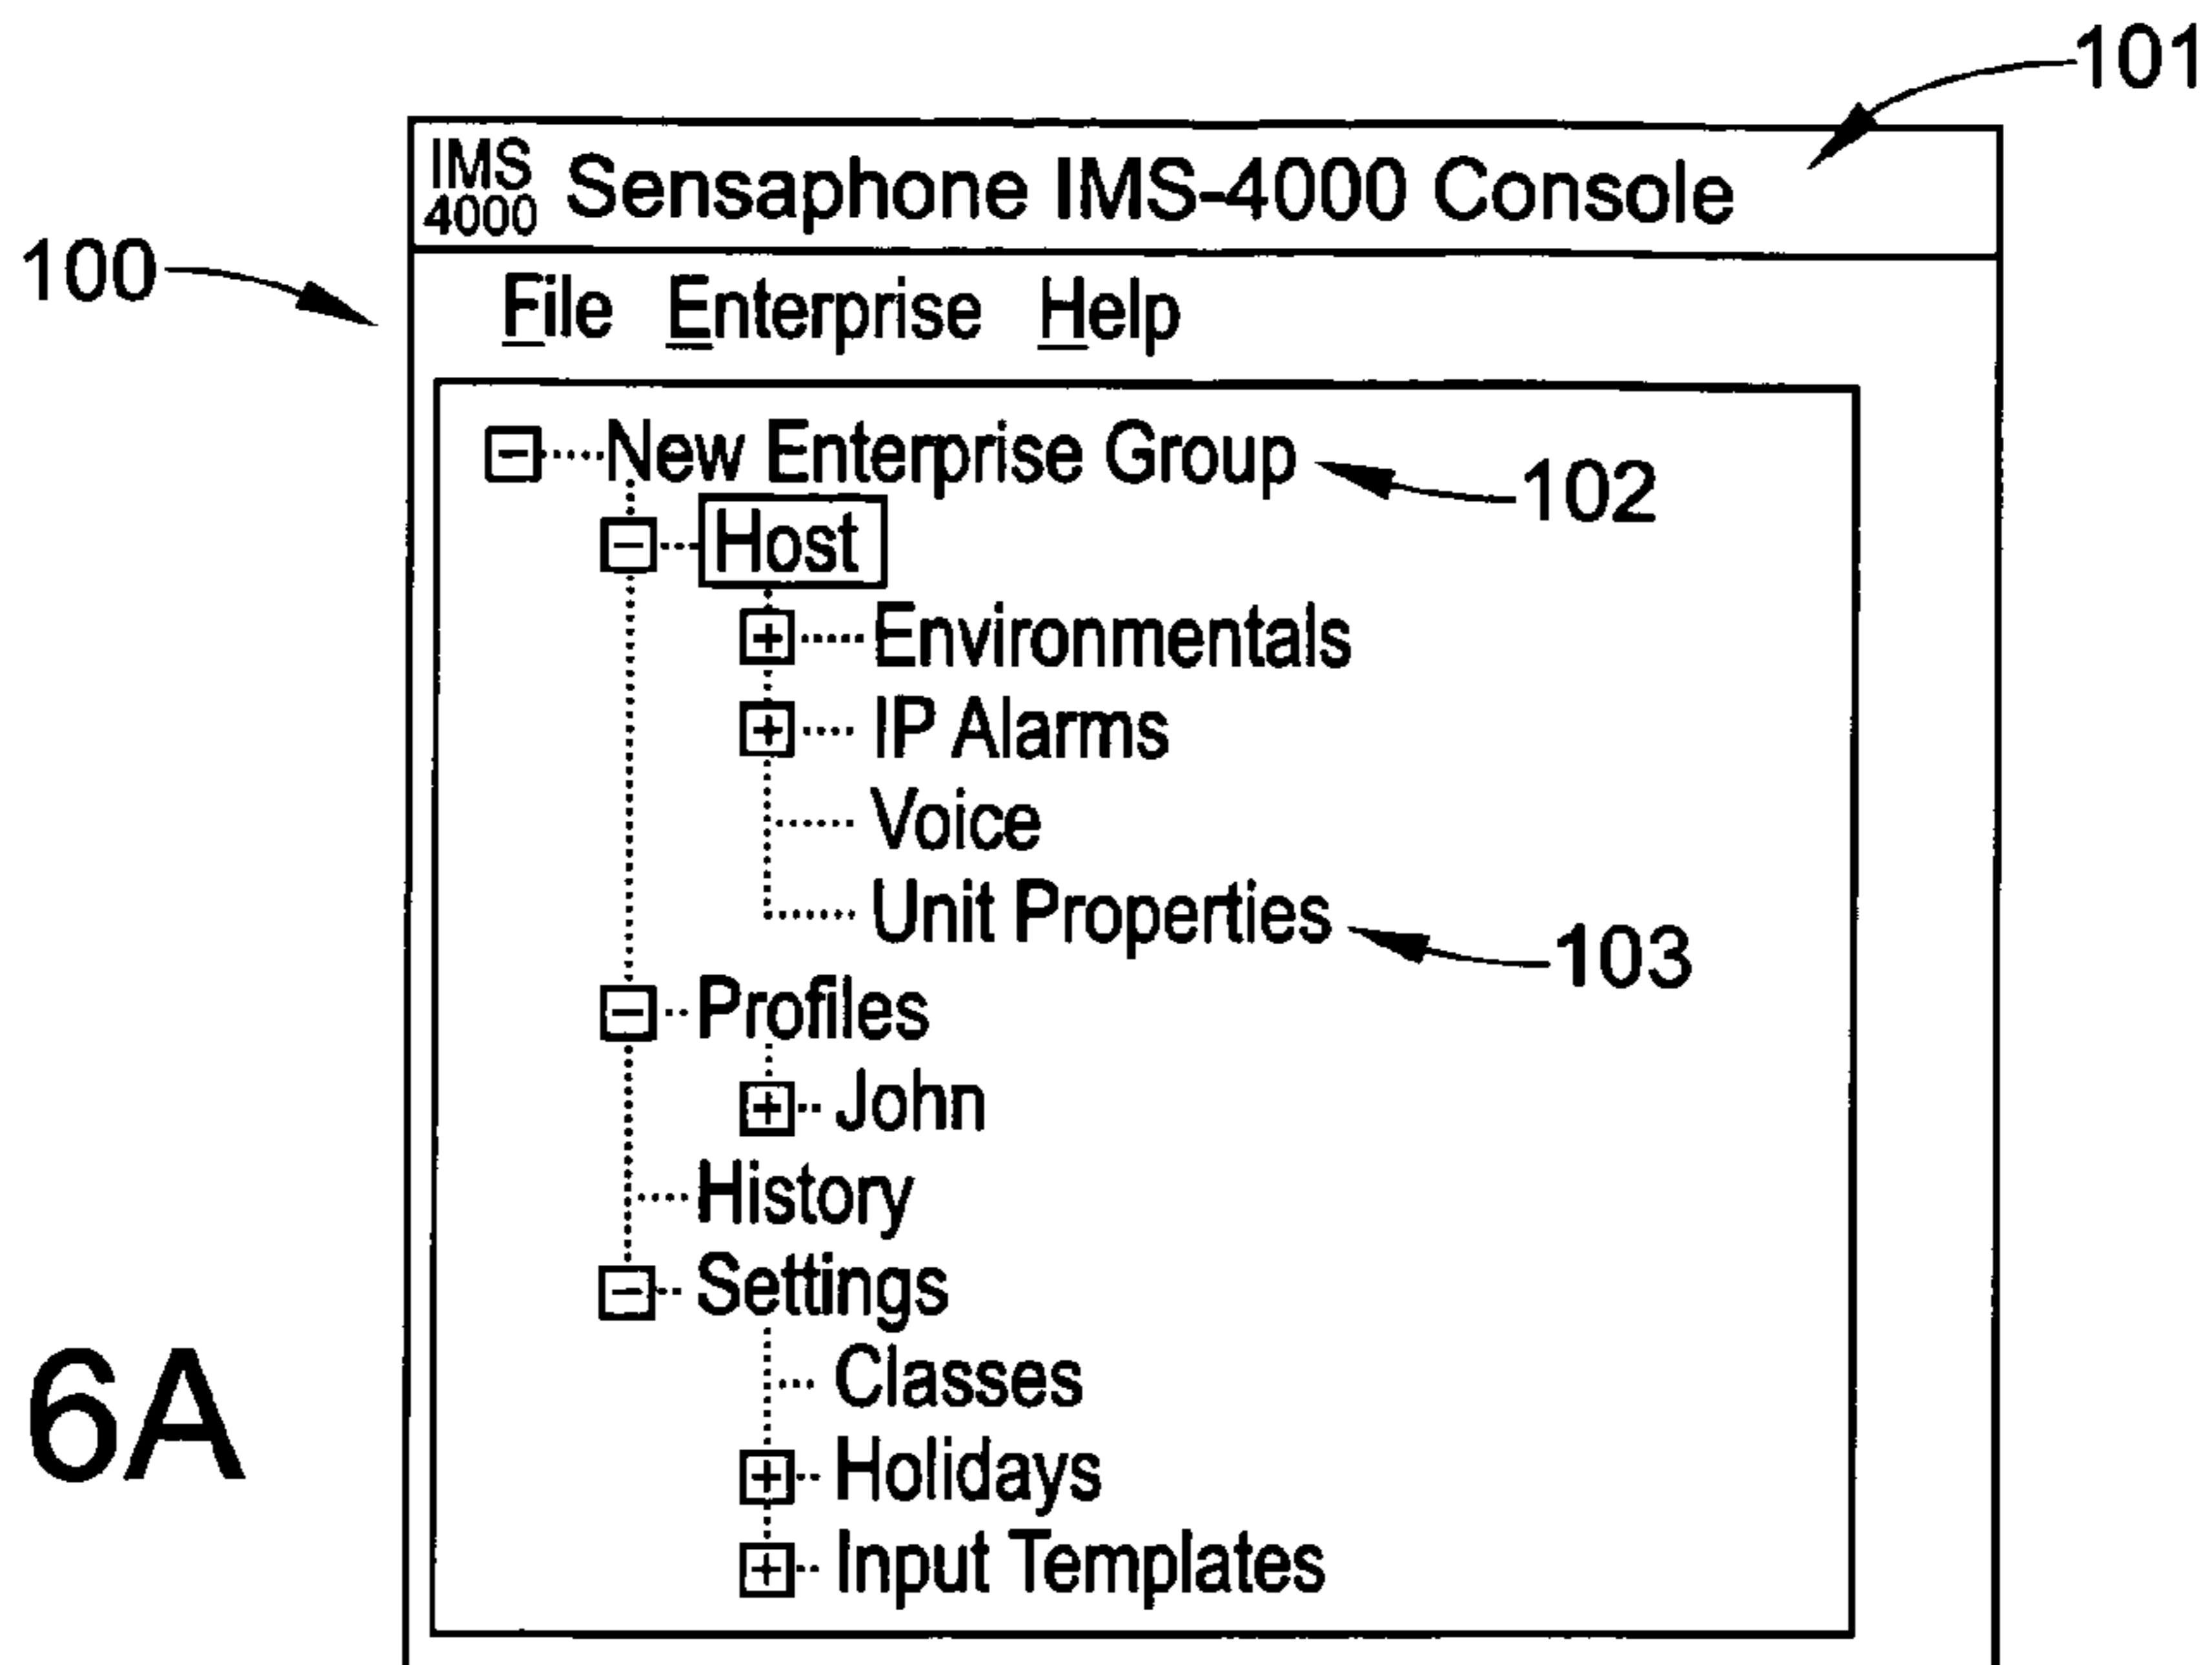 101
IMS
4000 Sensaphone IMS-4000 Console
100
File Enterprise Help
New Enterprise Group
102
Host
Environmentals
IP Alarms
Voice
Unit Properties
103
Profiles
John
History
Settings
Classes
Holidays
Input Templates
6A